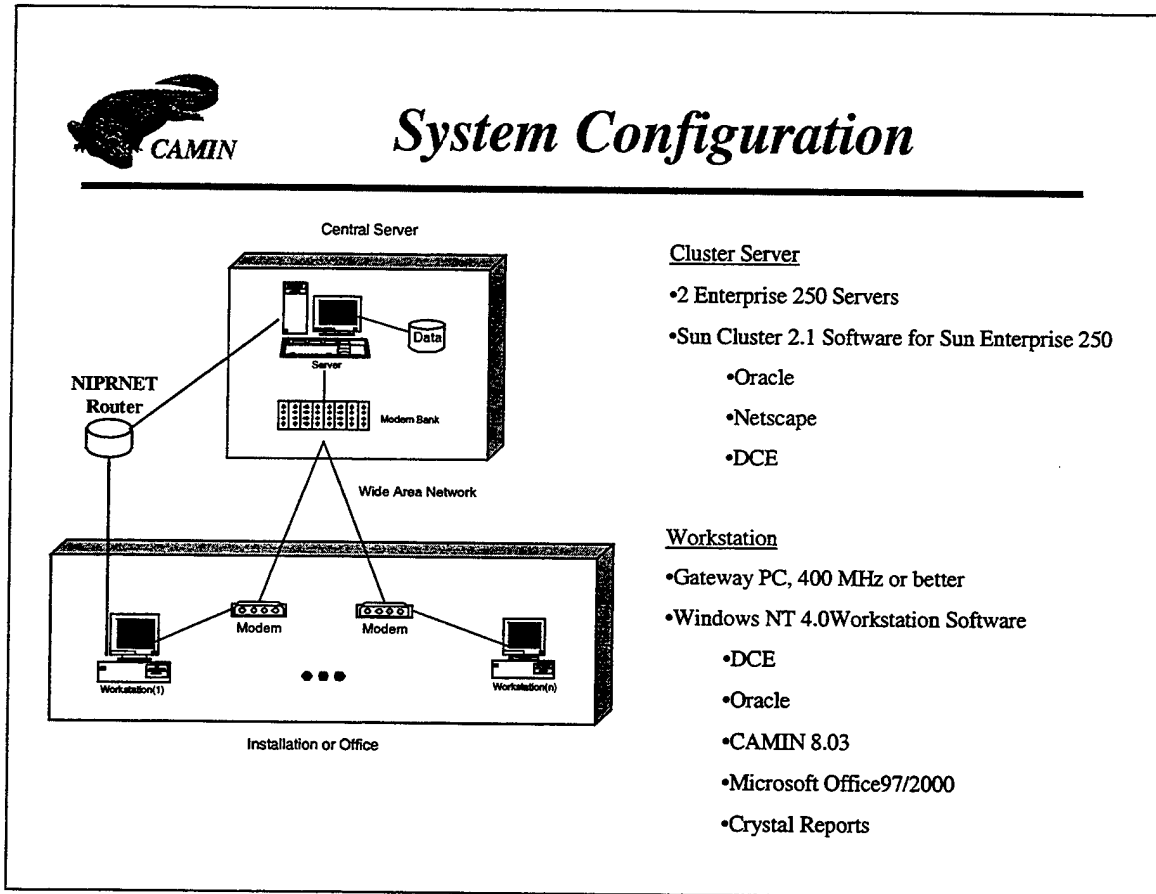 CAMIN
System Configuration
Central Server
Data
Server
Modem Bank
NIPRNET
Router
Wide Area Network
Modem
Modem
Workstation(1)
Workstation(n)
Installation or Office
Cluster Server
•2 Enterprise 250 Servers
•Sun Cluster 2.1 Software for Sun Enterprise 250
•Oracle
•Netscape
•DCE
Workstation
•Gateway PC, 400 MHz or better
•Windows NT 4.0Workstation Software
•DCE
•Oracle
•CAMIN 8.03
•Microsoft Office97/2000
•Crystal Reports